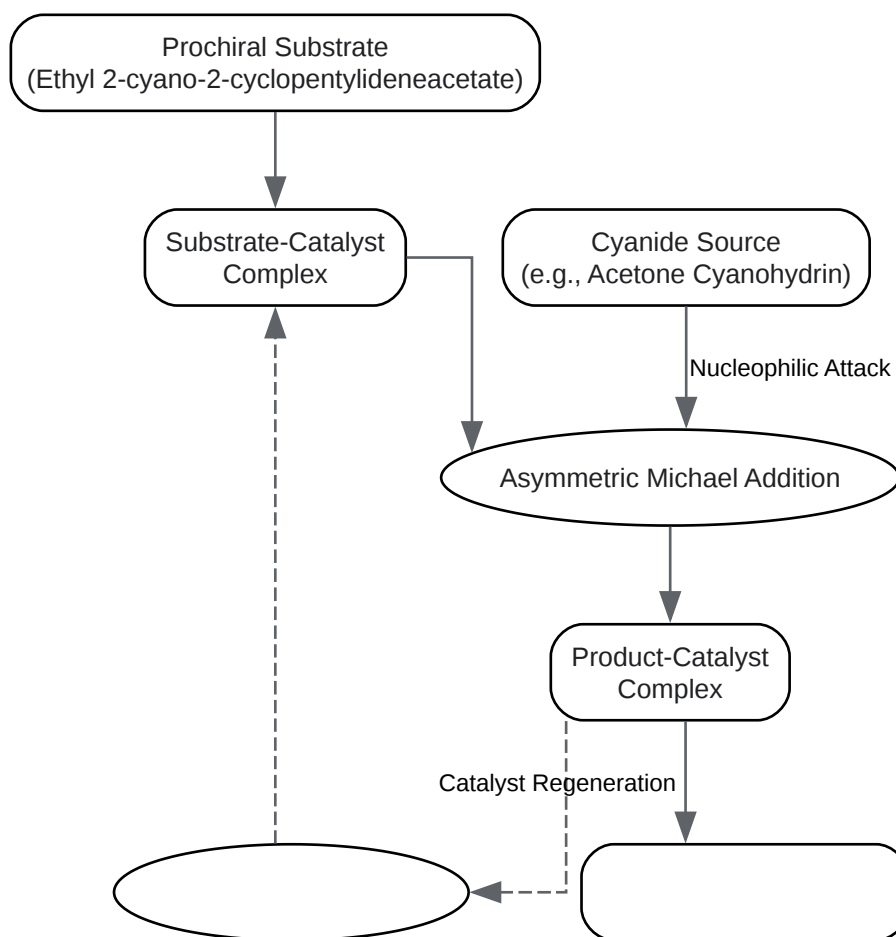 Prochiral Substrate
(Ethyl 2-cyano-2-cyclopentylideneacetate)
Substrate-Catalyst
Complex
Cyanide Source
(e.g., Acetone Cyanohydrin)
Nucleophilic Attack
Asymmetric Michael Addition
Product-Catalyst
Complex
Catalyst Regeneration